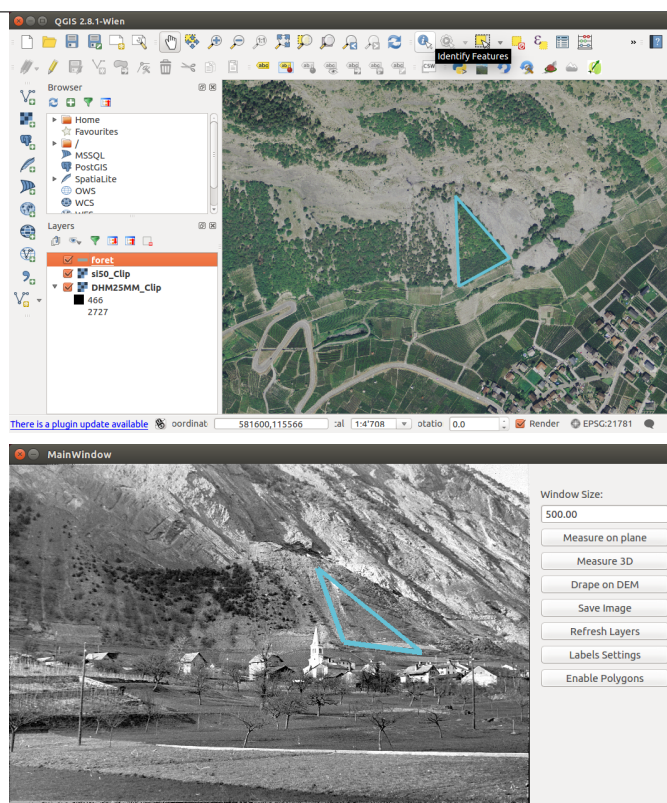 QGIS 2.8.1-Wien
Identify Features
abc
CSW
Browser
Home
Favourites
/
MSSQL
PostGIS
SpatiaLite
OWS
WCS
Layers
foret
si50_Clip
DHM25MM_Clip
466
2727
There is a plugin update available
oordinat
581600,115566
:al
1:4'708
otatio
0.0
Render
EPSG:21781
MainWindow
Window Size:
500.00
Measure on plane
Measure 3D
Drape on DEM
Save Image
Refresh Layers
Labels Settings
Enable Polygons